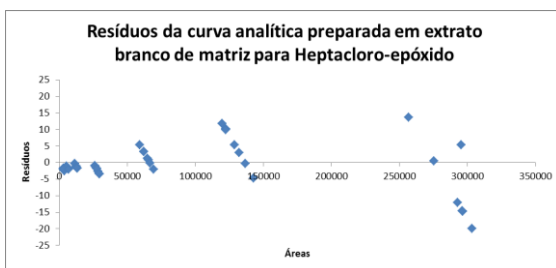 Resíduos da curva analítica preparada em extrato
branco de matriz para Heptacloro-epóxido
25
20
15
10
5
0
-5
-10
-15
-20
-25
Resíduos
0 50000 100000 150000 200000 250000 300000 350000
Áreas